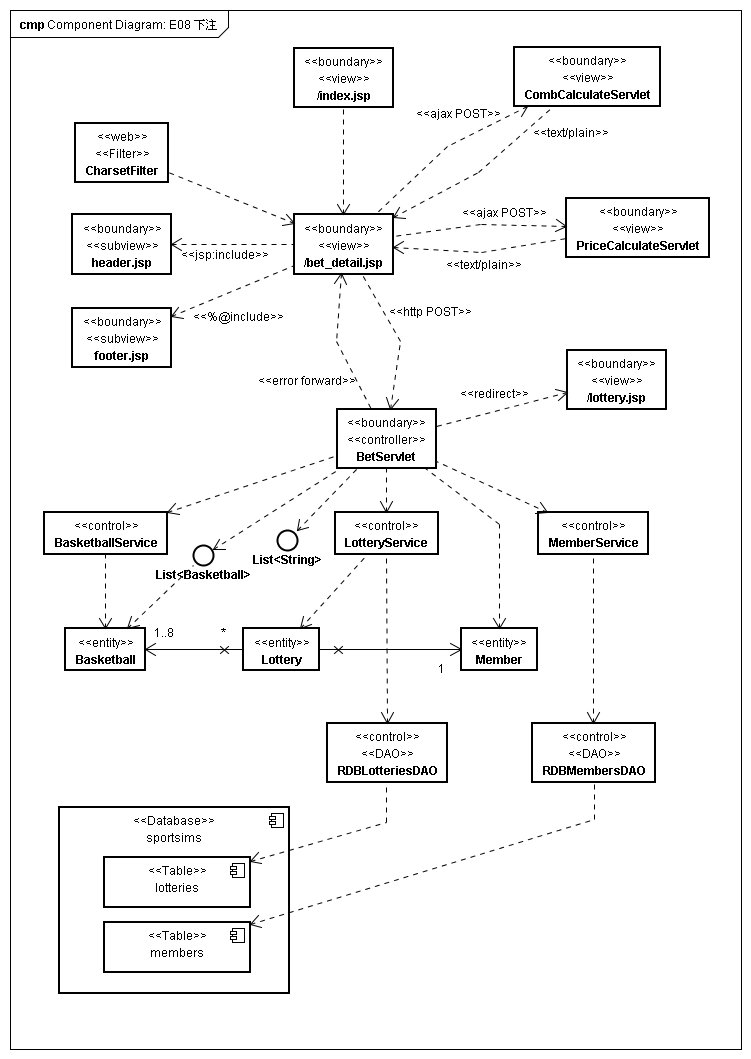 cmp Component Diagram: E08 下注
<<boundary>>
<<view>>
/index.jsp
<<boundary>>
<<view>>
CombCalculateServlet
<<ajax POST>>
<<text/plain>>
<<web>>
<<Filter>>
CharsetFilter
<<boundary>>
<<subview>>
header.jsp
<<jsp:include>>
<<boundary>>
<<view>>
/bet_detail.jsp
<<ajax POST>>
<<text/plain>>
<<boundary>>
<<view>>
PriceCalculateServlet
<<boundary>>
<<subview>>
footer.jsp
<<%@include>>
<<http POST>>
<<error forward>>
<<redirect>>
<<boundary>>
<<view>>
/lottery.jsp
<<boundary>>
<<controller>>
BetServlet
<<control>>
BasketballService
List<Basketball>
List<String>
<<control>>
LotteryService
<<control>>
MemberService
<<entity>>
Basketball
1..8
*
<<entity>>
Lottery
1
<<entity>>
Member
<<control>>
<<DAO>>
RDBLotteriesDAO
<<control>>
<<DAO>>
RDBMembersDAO
<<Database>>
sportsims
<<Table>>
lotteries
<<Table>>
members